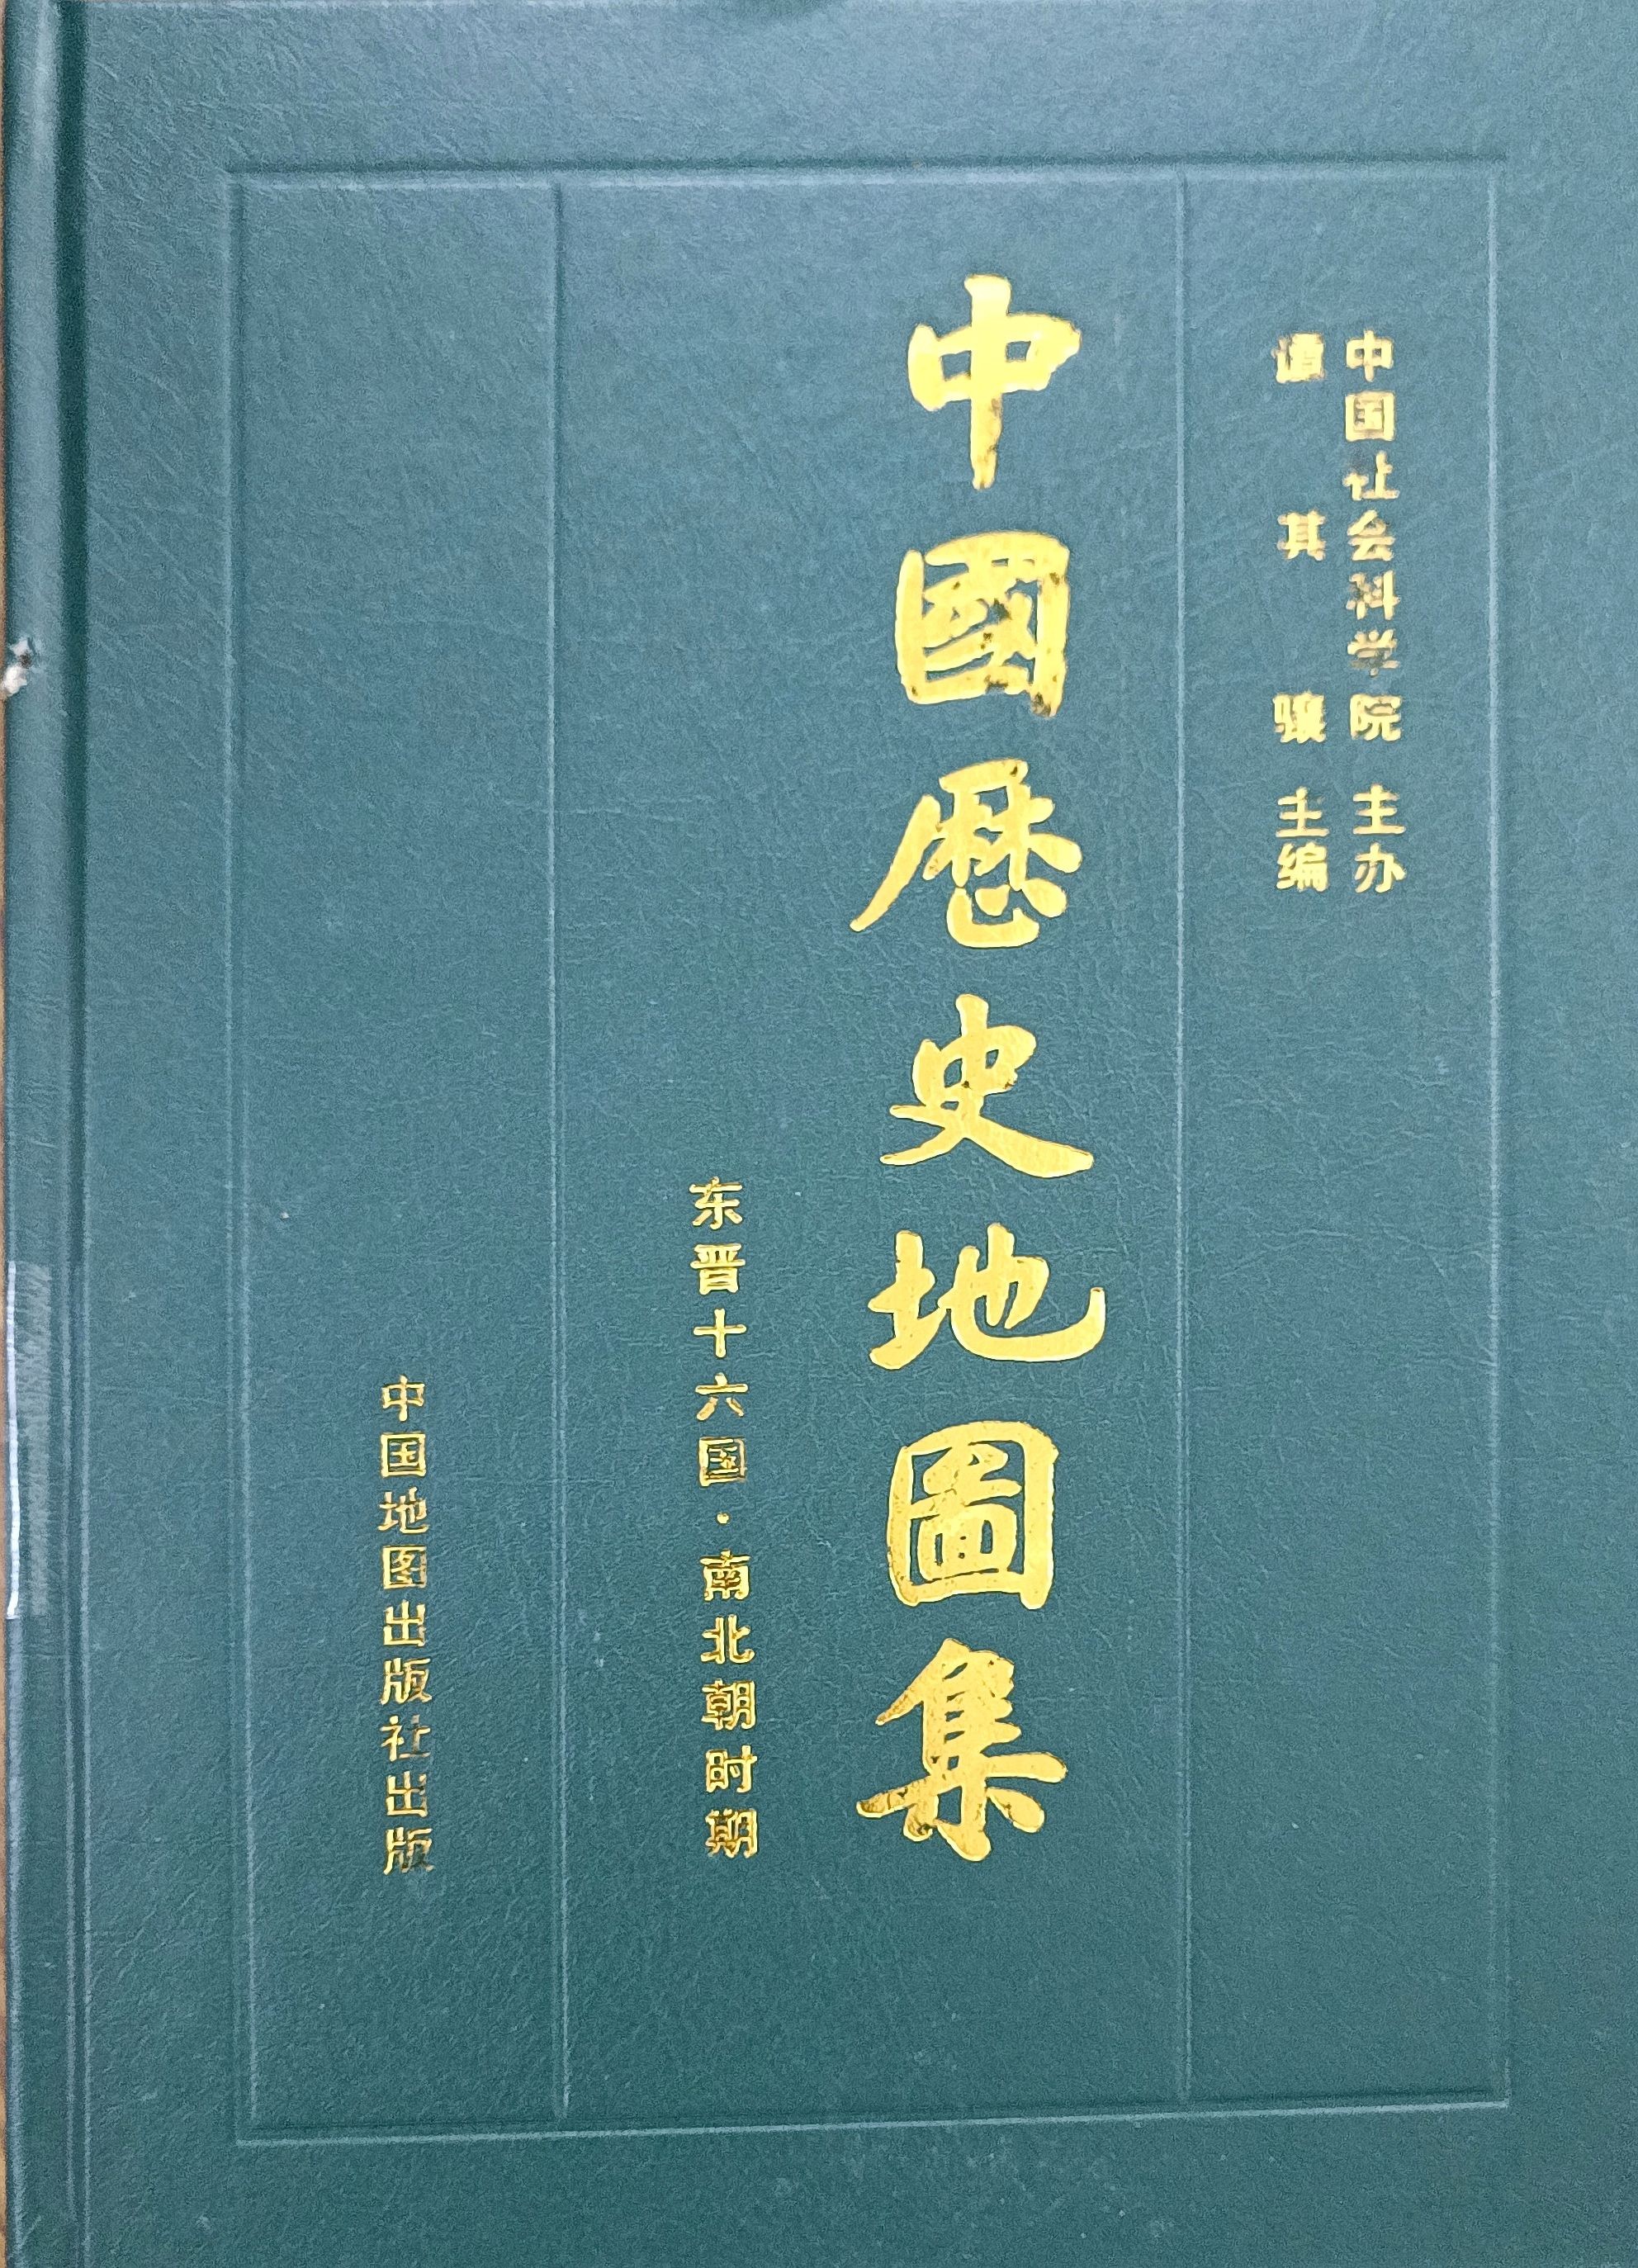 中国社会科学院 主办
谭其骧 主编
中國歷史地圖集
东晋十六国·南北朝时期
中国地图出版社出版